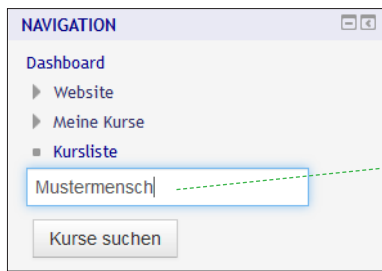 NAVIGATION
Dashboard
Website
Meine Kurse
Kursliste
Mustermensch
Kurse suchen